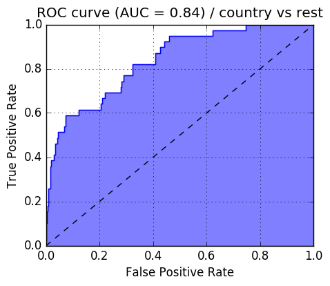 ROC curve (AUC = 0.84) / country vs rest
1.0
0.8
0.6
0.4
0.2
0.0
True Positive Rate
0.0 0.2 0.4 0.6 0.8 1.0
False Positive Rate